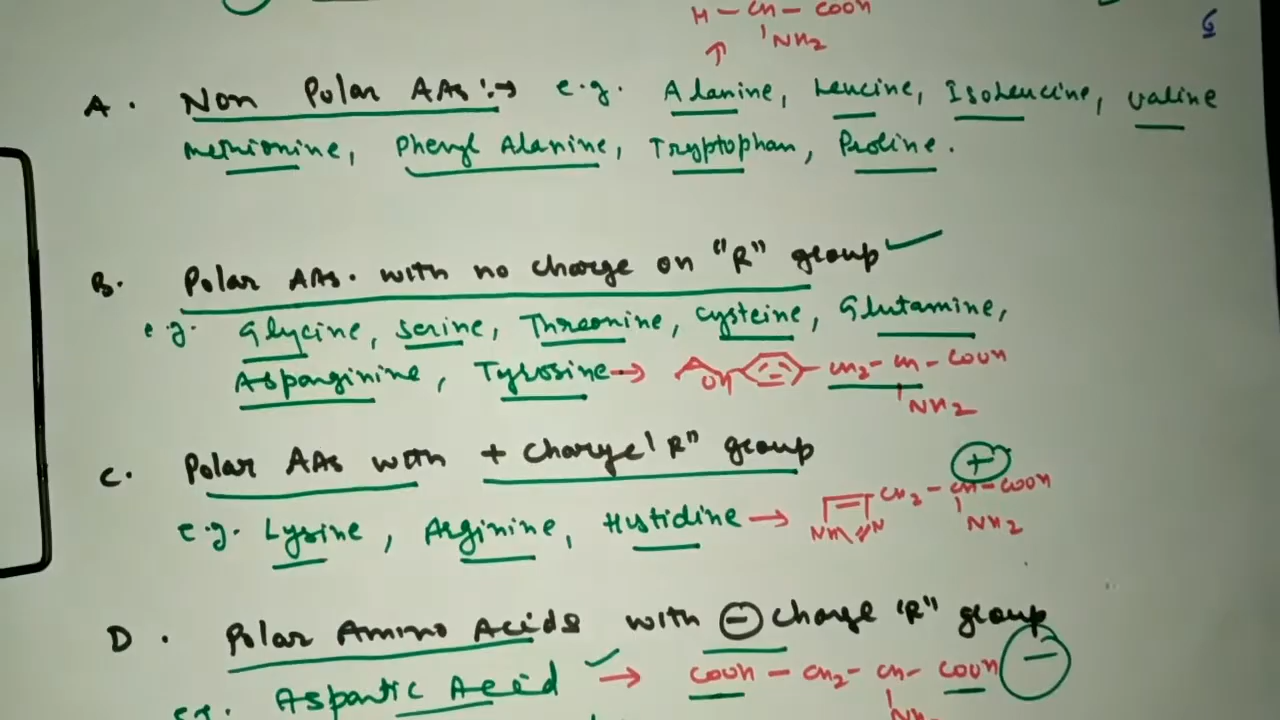 H - CH - COOH
NH2
6
A. Non Polar AAs:→ e.g. Alanine, Leucine, Isoleucine, valine
methionine, Phenyl Alanine, Tryptophan, Proline.
B. Polar AAs. with no charge on "R" group
e.g. Glycine, serine, Threonine, cysteine, Glutamine,
Asparginine, Tyrosine → OH CH2 - CH - COOH
NH2
C. Polar AAs with + charge 'R" group
+
e.g. Lysine, Arginine, Histidine → CH2 - CH - COOH
NH N NH2
D. Polar Amino Acids with - charge "R" group
eg. Aspartic Acid → COOH - CH2 - CH - COOH -